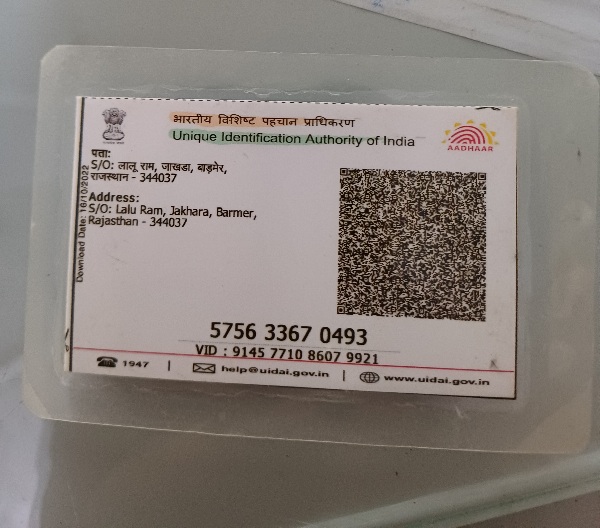 भारतीय विशिष्ट पहचान प्राधिकरण
Unique Identification Authority of India
AADHAAR
पता:
S/O: लालू राम, जाखडा, बाड़मेर,
राजस्थान - 344037
Address:
S/O: Lalu Ram, Jakhara, Barmer,
Rajasthan - 344037
Download Date: 16/10/2022
5756 3367 0493
VID : 9145 7710 8607 9921
1947 | help@uidai.gov.in | www.uidai.gov.in